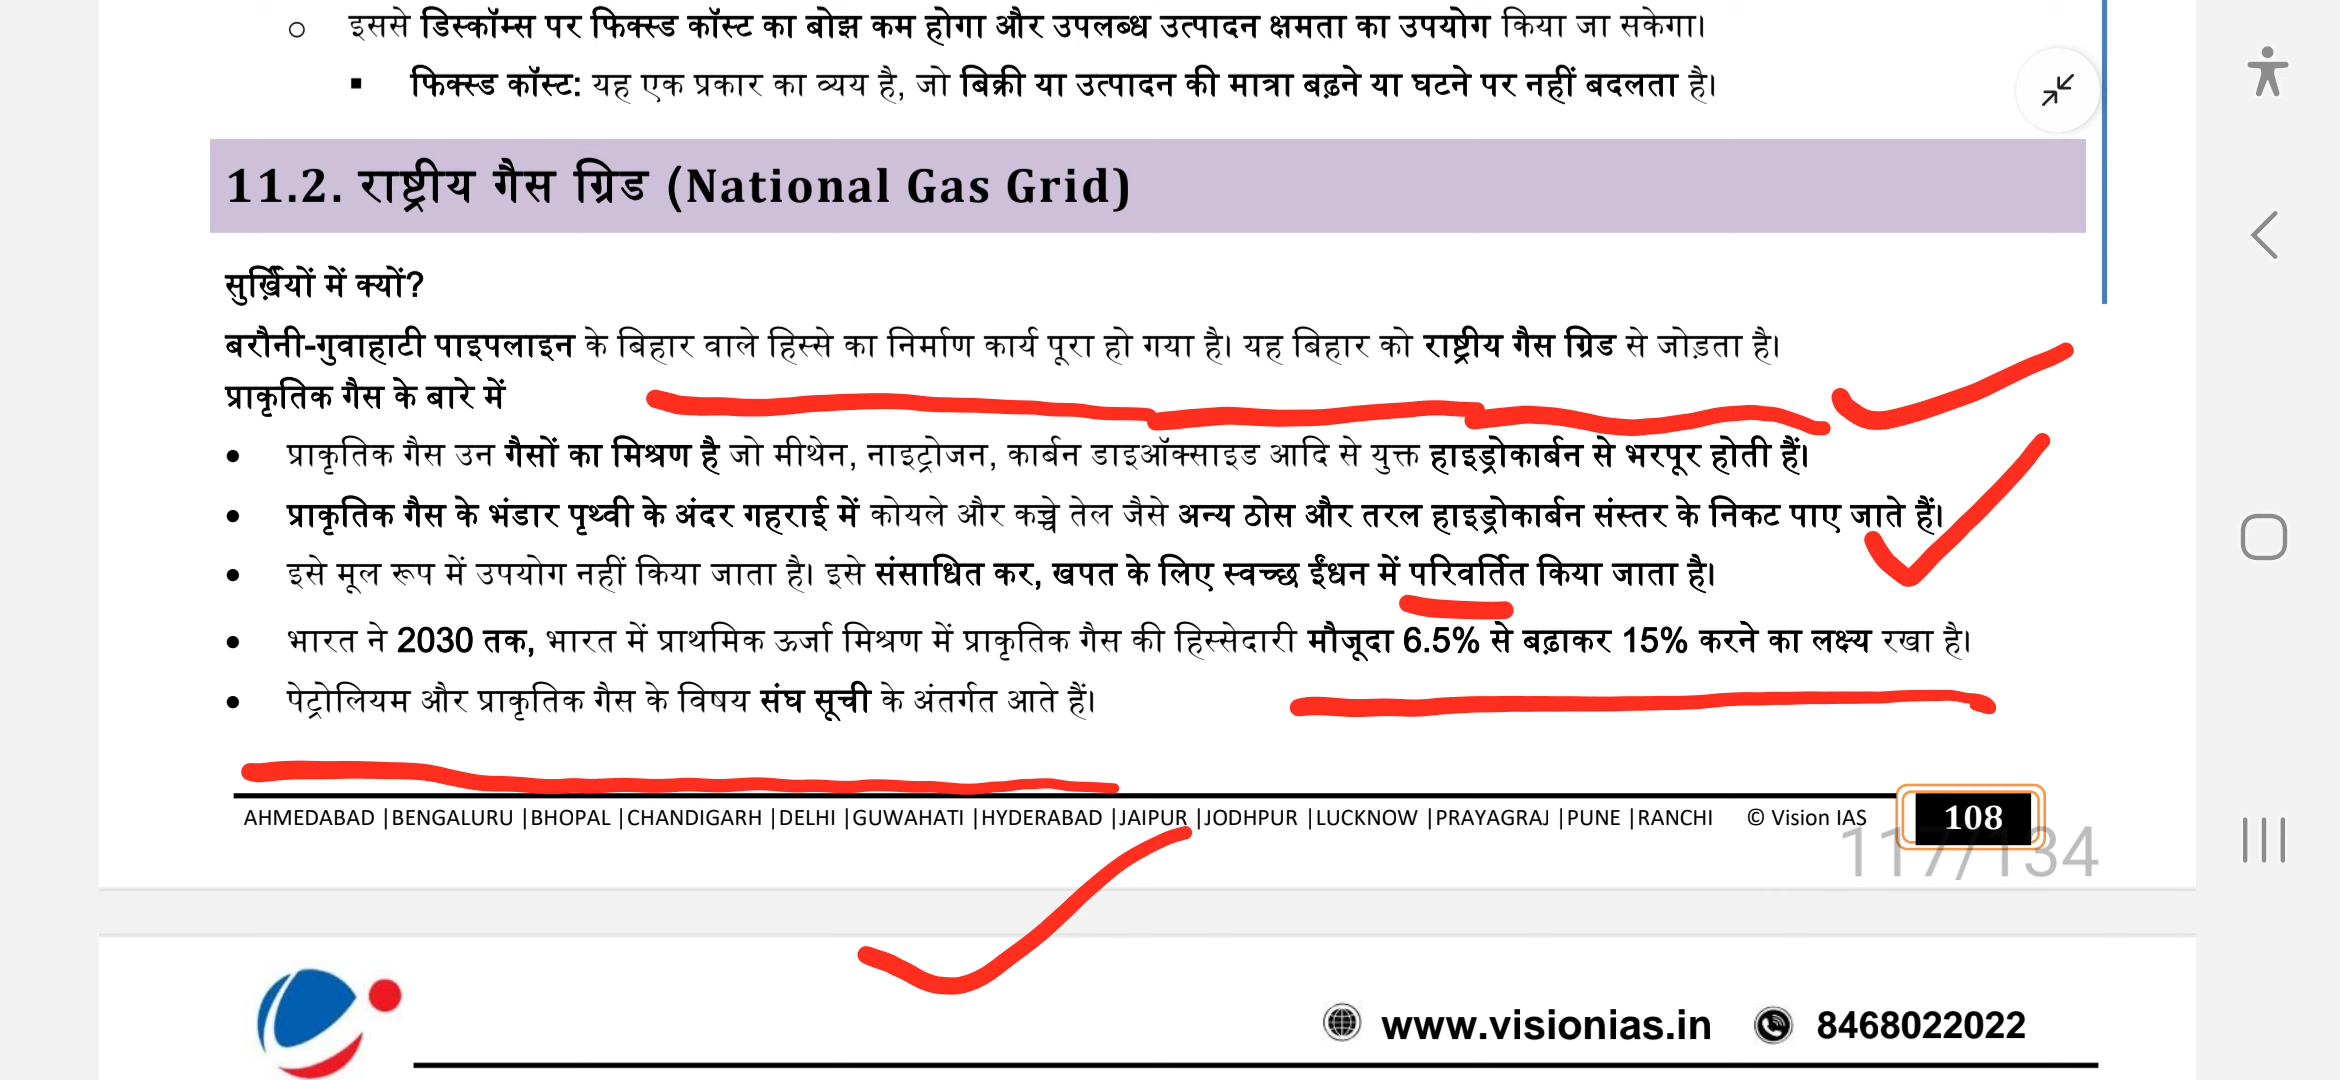 ○ इससे डिस्कॉम्स पर फिक्स्ड कॉस्ट का बोझ कम होगा और उपलब्ध उत्पादन क्षमता का उपयोग किया जा सकेगा।
▪ फिक्स्ड कॉस्ट: यह एक प्रकार का व्यय है, जो बिक्री या उत्पादन की मात्रा बढ़ने या घटने पर नहीं बदलता है।
11.2. राष्ट्रीय गैस ग्रिड (National Gas Grid)
सुर्ख़ियों में क्यों?
बरौनी-गुवाहाटी पाइपलाइन के बिहार वाले हिस्से का निर्माण कार्य पूरा हो गया है। यह बिहार को राष्ट्रीय गैस ग्रिड से जोड़ता है।
प्राकृतिक गैस के बारे में
• प्राकृतिक गैस उन गैसों का मिश्रण है जो मीथेन, नाइट्रोजन, कार्बन डाइऑक्साइड आदि से युक्त हाइड्रोकार्बन से भरपूर होती हैं।
• प्राकृतिक गैस के भंडार पृथ्वी के अंदर गहराई में कोयले और कच्चे तेल जैसे अन्य ठोस और तरल हाइड्रोकार्बन संस्तर के निकट पाए जाते हैं।
• इसे मूल रूप में उपयोग नहीं किया जाता है। इसे संसाधित कर, खपत के लिए स्वच्छ ईंधन में परिवर्तित किया जाता है।
• भारत ने 2030 तक, भारत में प्राथमिक ऊर्जा मिश्रण में प्राकृतिक गैस की हिस्सेदारी मौजूदा 6.5% से बढ़ाकर 15% करने का लक्ष्य रखा है।
• पेट्रोलियम और प्राकृतिक गैस के विषय संघ सूची के अंतर्गत आते हैं।
AHMEDABAD |BENGALURU |BHOPAL |CHANDIGARH |DELHI |GUWAHATI |HYDERABAD |JAIPUR |JODHPUR |LUCKNOW |PRAYAGRAJ |PUNE |RANCHI © Vision IAS 108
117/134
www.visionias.in 8468022022